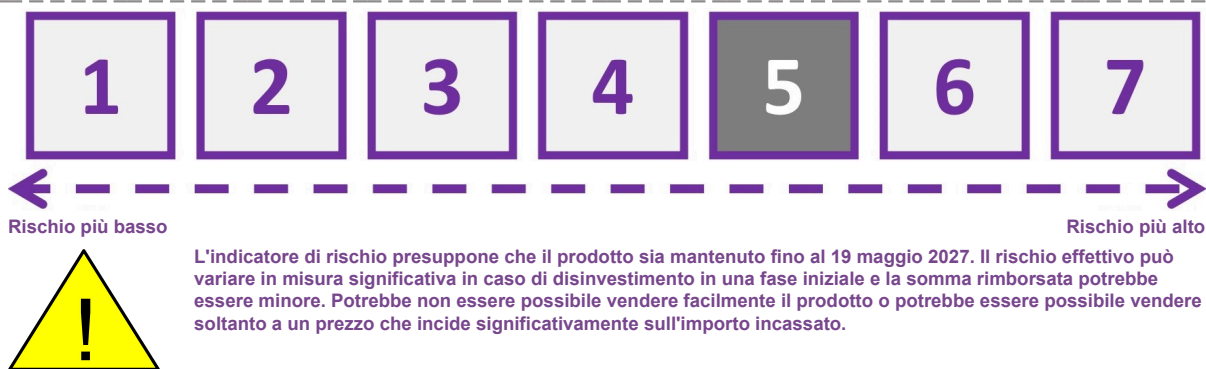 1 2 3 4 5 6 7
Rischio più basso Rischio più alto
!
L'indicatore di rischio presuppone che il prodotto sia mantenuto fino al 19 maggio 2027. Il rischio effettivo può
variare in misura significativa in caso di disinvestimento in una fase iniziale e la somma rimborsata potrebbe
essere minore. Potrebbe non essere possibile vendere facilmente il prodotto o potrebbe essere possibile vendere
soltanto a un prezzo che incide significativamente sull'importo incassato.